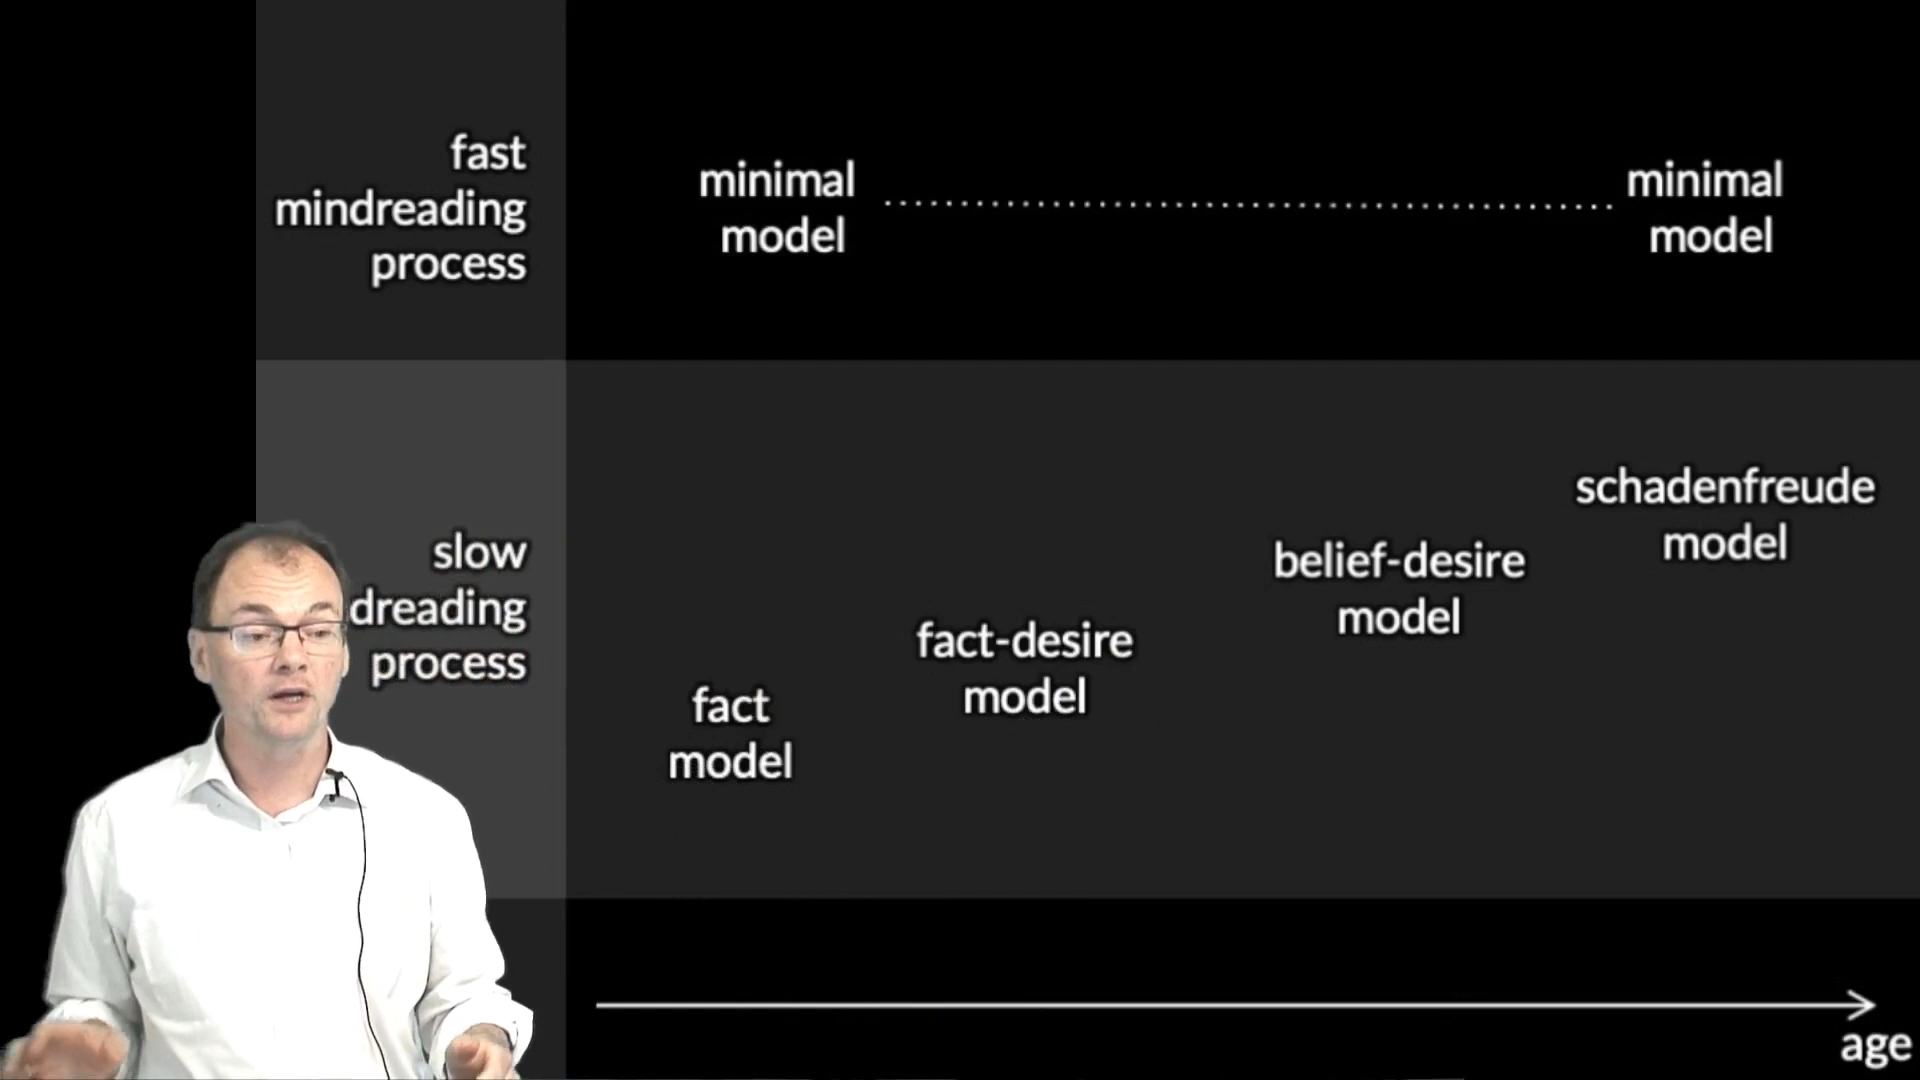 fast
mindreading
process
minimal
model
minimal
model
slow
dreading
process
fact
model
fact-desire
model
belief-desire
model
schadenfreude
model
age